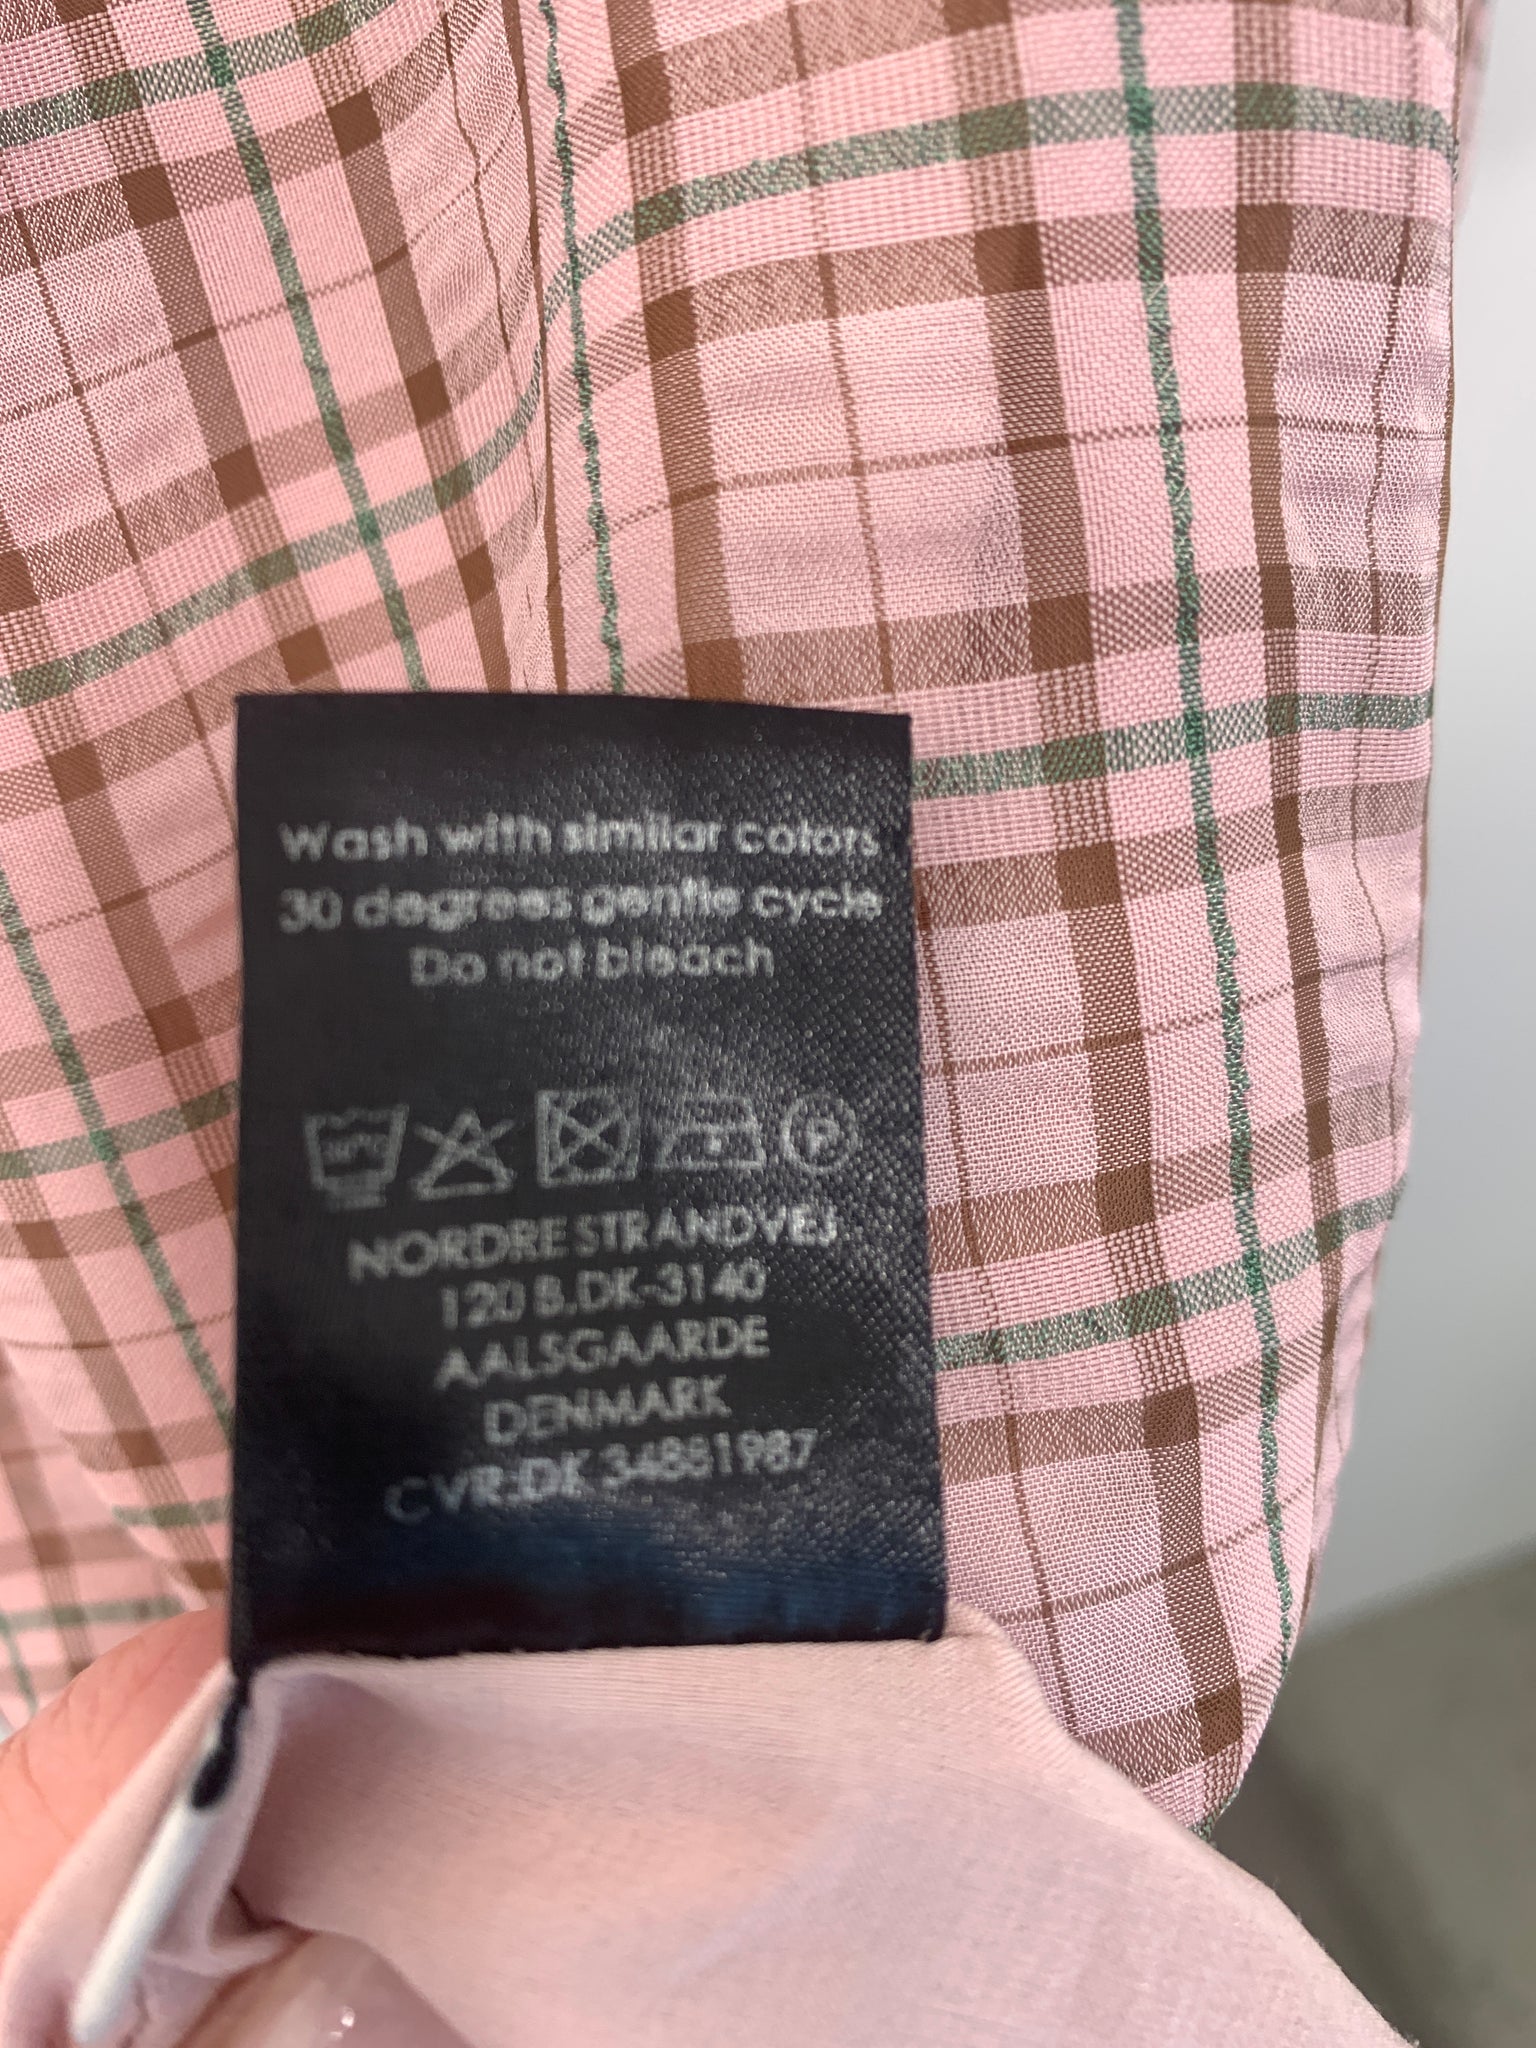 Wash with similar colors
30 degrees gentle cycle
Do not bleach
30°C
P
NORDRE STRANDVEJ
120 B, DK-3140
AALSGAARDE
DENMARK
CVR:DK 34881987